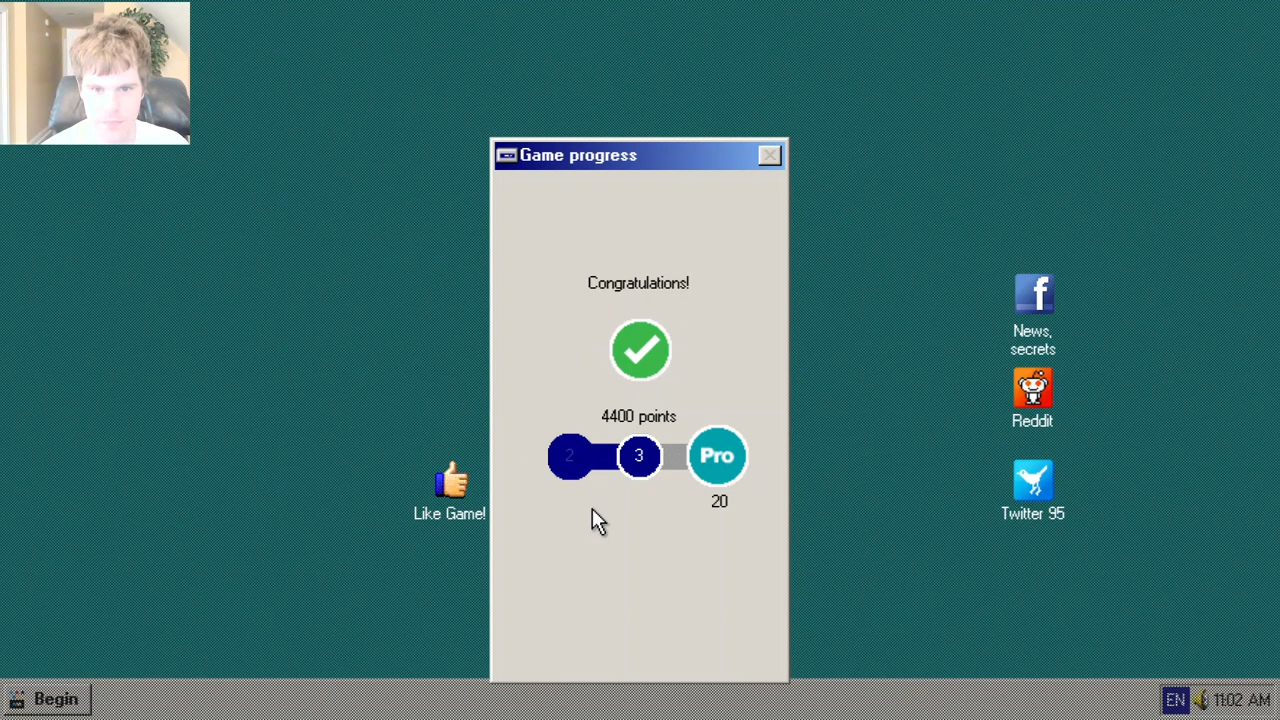 Game progress
Congratulations!
4400 points
2
3
Pro
20
Like Game!
f
News,
secrets
Reddit
Twitter 95
Begin
EN
11:02 AM